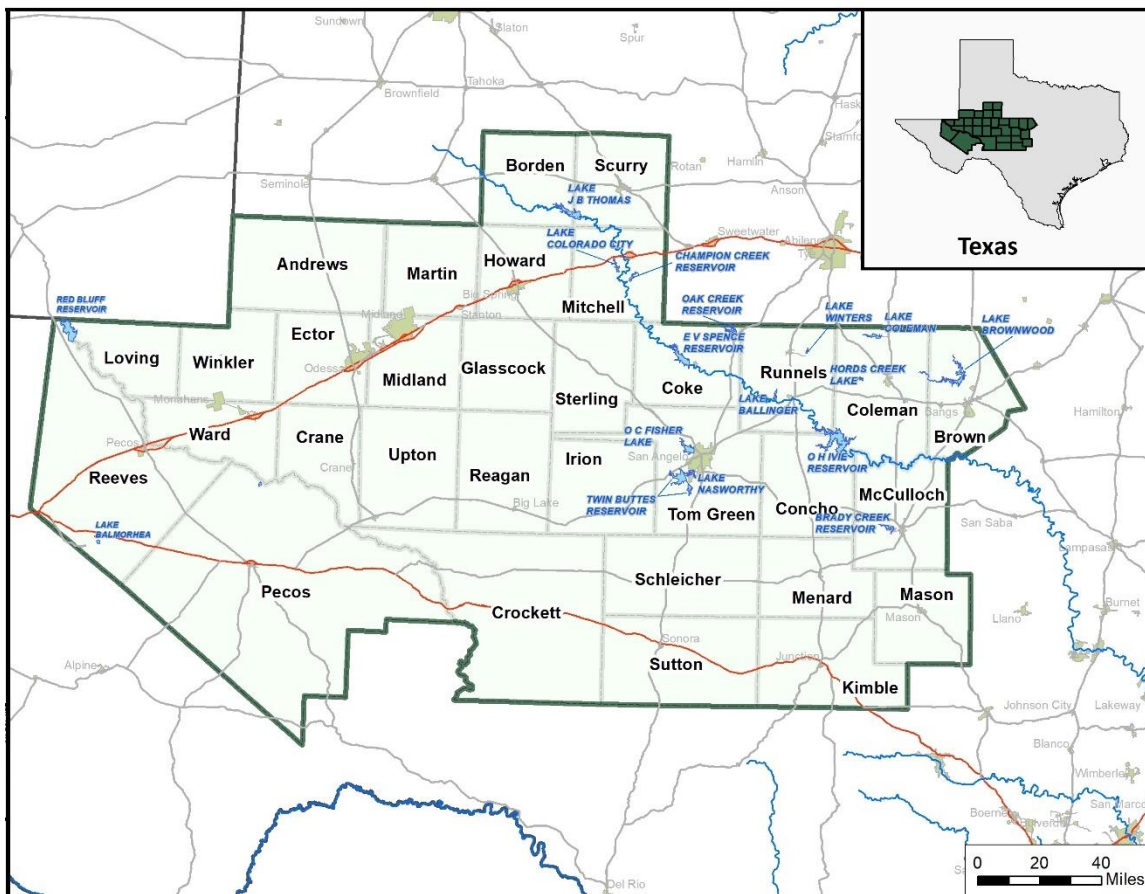 Sundown
Slaton
Spur
Brownfield
Tahoka
Hask
Stamf
Seminole
Borden
Scurry
Rotan
Hamlin
Anson
LAKE
J B THOMAS
LAKE
COLORADO CITY
Sweetwater
Abilene
Ty
CHAMPION CREEK
RESERVOIR
Andrews
Martin
Howard
Big Spring
Stanton
Mitchell
RED BLUFF
RESERVOIR
OAK CREEK
RESERVOIR
LAKE
WINTERS
LAKE
COLEMAN
LAKE
BROWNWOOD
E V SPENCE
RESERVOIR
Ector
Midland
Loving
Winkler
Odessa
Midland
Glasscock
Sterling
Coke
Runnels
HORDS CREEK
LAKE
LAKE
BALLINGER
Coleman
Bangs
Hamilton
Monahans
Ward
Crane
Crane
Upton
Reagan
Big Lake
Irion
O C FISHER
LAKE
San Angelo
LAKE
NASWORTHY
TWIN BUTTES
RESERVOIR
Tom Green
O H IVIE
RESERVOIR
Brown
Pecos
Reeves
Concho
McCulloch
BRADY CREEK
RESERVOIR
San Saba
Lampasas
LAKE
BALMORHEA
Pecos
Crockett
Schleicher
Menard
Mason
Mason
Llano
Burnet
Alpine
Sonora
Sutton
Junction
Kimble
Johnson City
Lakeway
Blanco
Wimberle
San Marco
Boerne
Del Rio
Texas
0 20 40
Miles